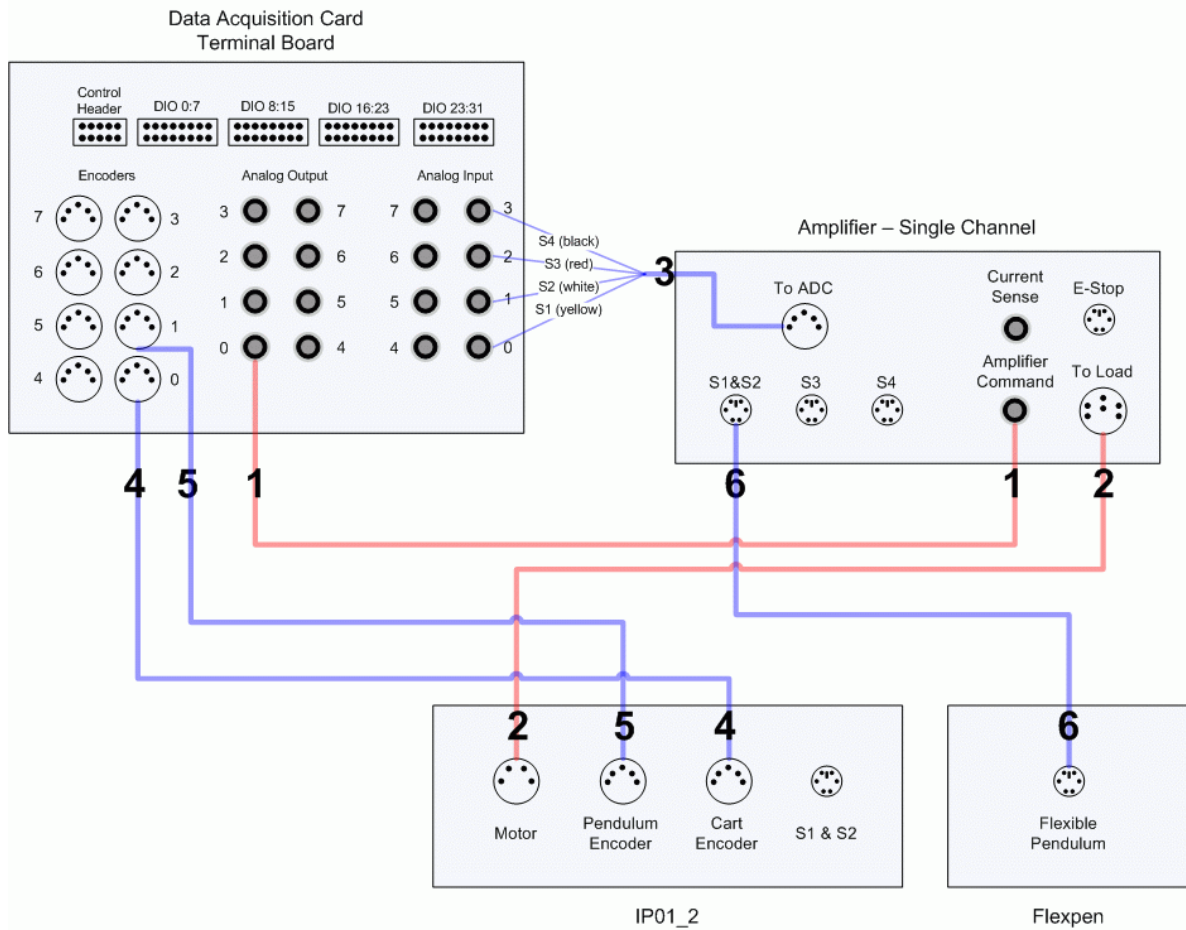 Data Acquisition Card
Terminal Board
Control
Header
DIO 0:7
DIO 8:15
DIO 16:23
DIO 23:31
Encoders
Analog Output
Analog Input
7 3 3 7 7 3
6 2 2 6 6 2
5 1 1 5 5 1
4 0 0 4 4 0
S4 (black)
S3 (red)
S2 (white)
S1 (yellow)
3
Amplifier – Single Channel
To ADC
Current
Sense
E-Stop
Amplifier
Command
To Load
S1&S2
S3
S4
4 5 1 6 1 2
2 5 4 6
Motor
Pendulum
Encoder
Cart
Encoder
S1 & S2
Flexible
Pendulum
IP01_2
Flexpen